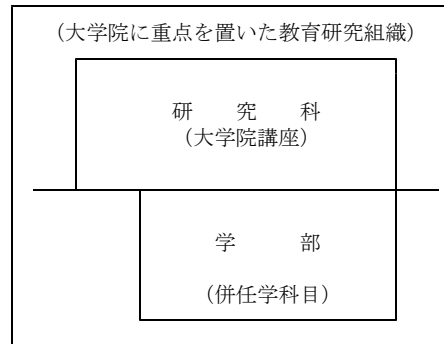 (大学院に重点を置いた教育研究組織)
研 究 科
(大学院講座)
学 部
(併任学科目)